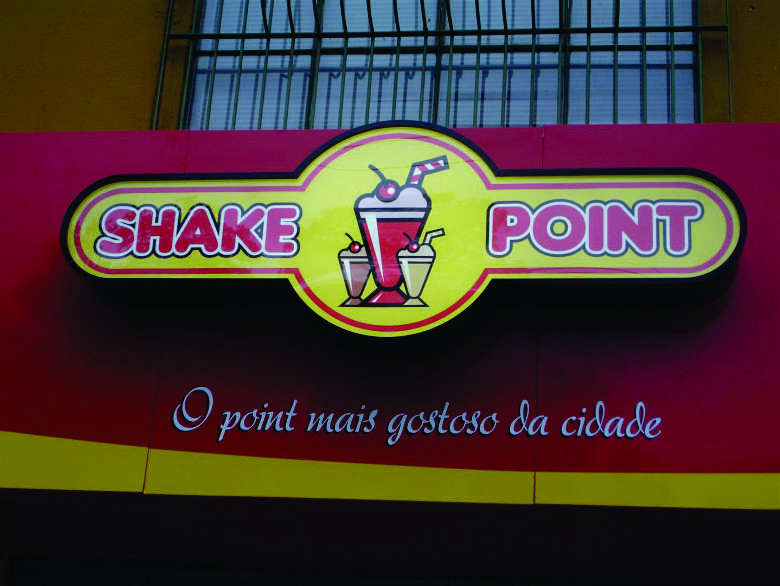 SHAKE POINT
O point mais gostoso da cidade